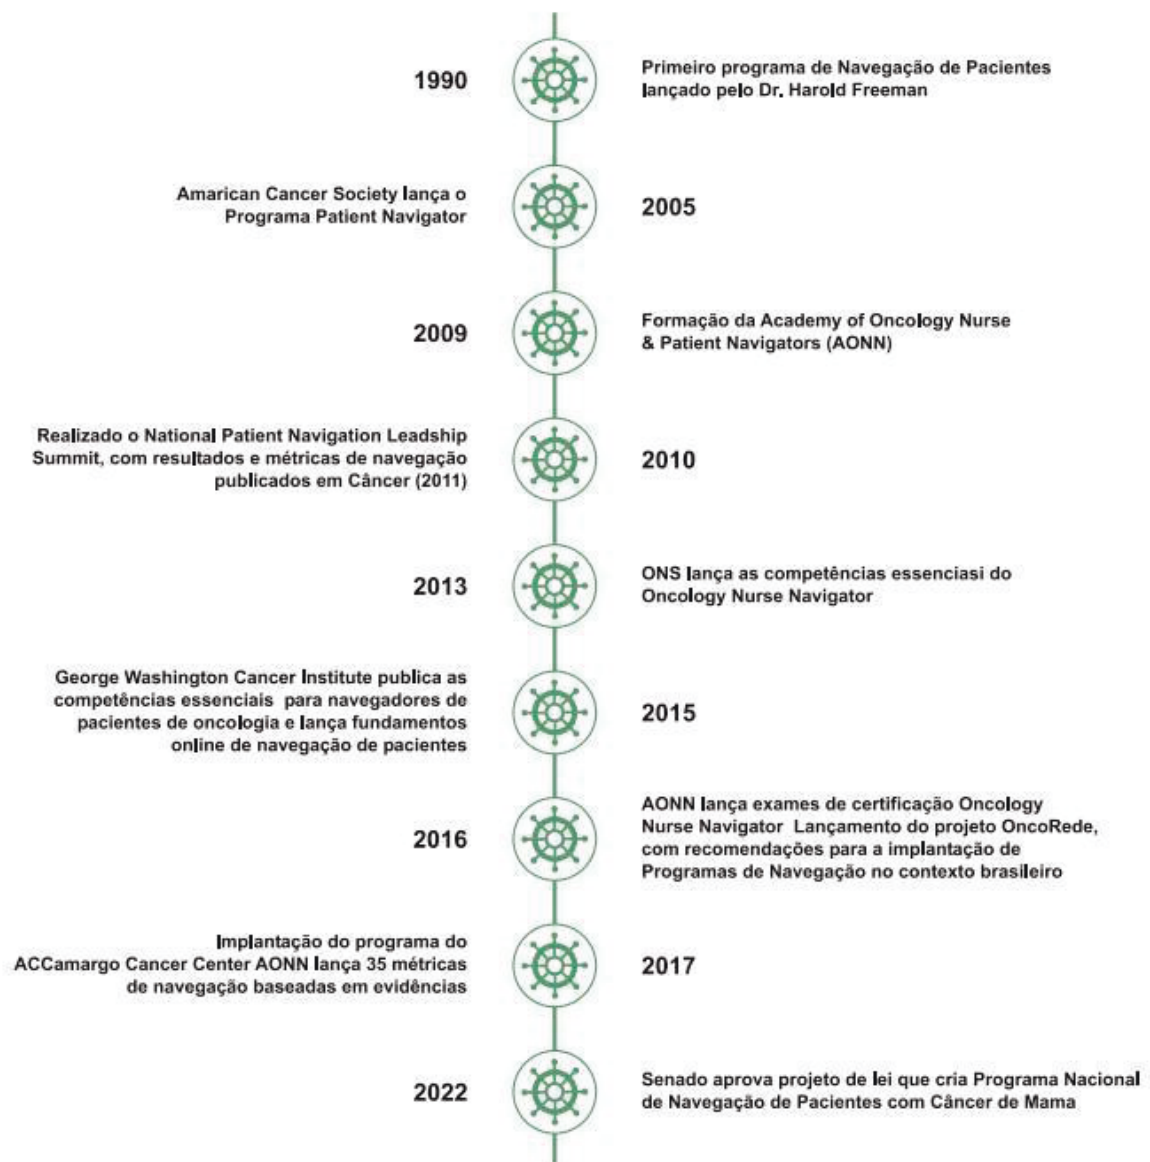 1990
Primeiro programa de Navegação de Pacientes
lançado pelo Dr. Harold Freeman
Amarican Cancer Society lança o
Programa Patient Navigator
2005
2009
Formação da Academy of Oncology Nurse
& Patient Navigators (AONN)
Realizado o National Patient Navigation Leadship
Summit, com resultados e métricas de navegação
publicados em Câncer (2011)
2010
2013
ONS lança as competências essenciasi do
Oncology Nurse Navigator
George Washington Cancer Institute publica as
competências essenciais para navegadores de
pacientes de oncologia e lança fundamentos
online de navegação de pacientes
2015
2016
AONN lança exames de certificação Oncology
Nurse Navigator Lançamento do projeto OncoRede,
com recomendações para a implantação de
Programas de Navegação no contexto brasileiro
Implantação do programa do
ACCamargo Cancer Center AONN lança 35 métricas
de navegação baseadas em evidências
2017
2022
Senado aprova projeto de lei que cria Programa Nacional
de Navegação de Pacientes com Câncer de Mama